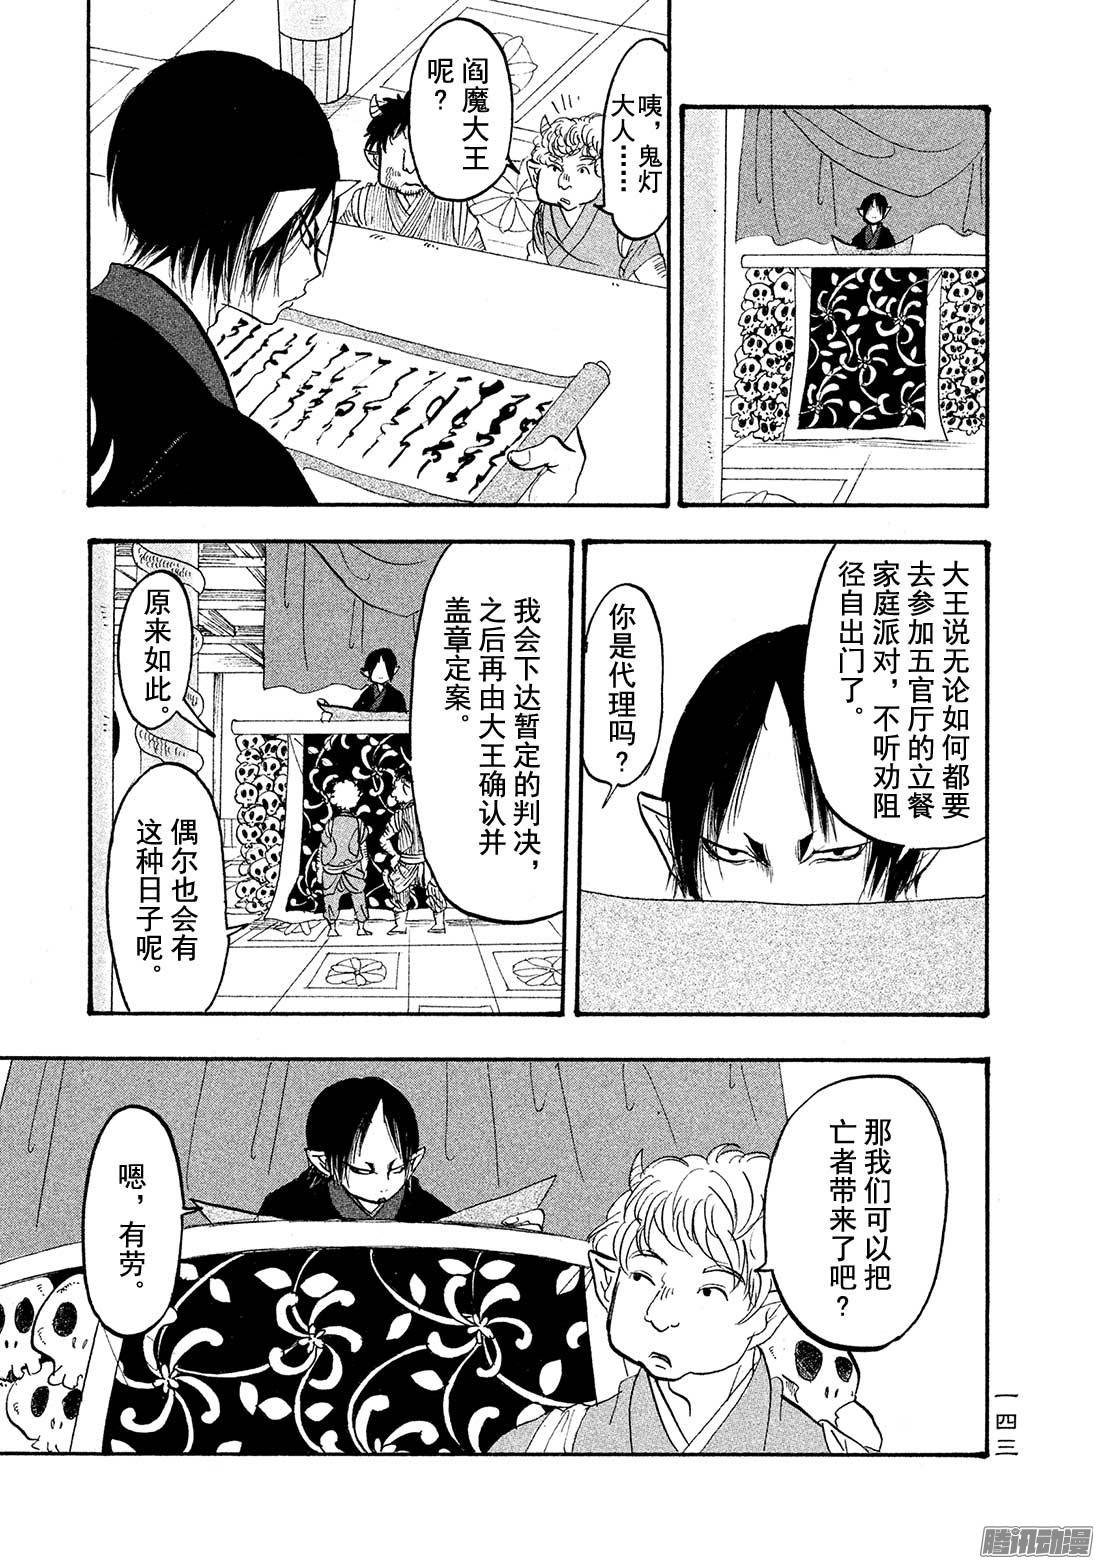 咦，鬼灯
大人……
阎魔大王
呢？
大王说无论如何都要
去参加五官厅的立餐
家庭派对，不听劝阻
径自出门了。
你是代理吗？
我会下达暂定的判决，
之后再由大王确认并
盖章定案。
原来如此。
偶尔也会有
这种日子呢。
那我们可以把
亡者带来了吧？
嗯，有劳。
一四三
腾讯动漫